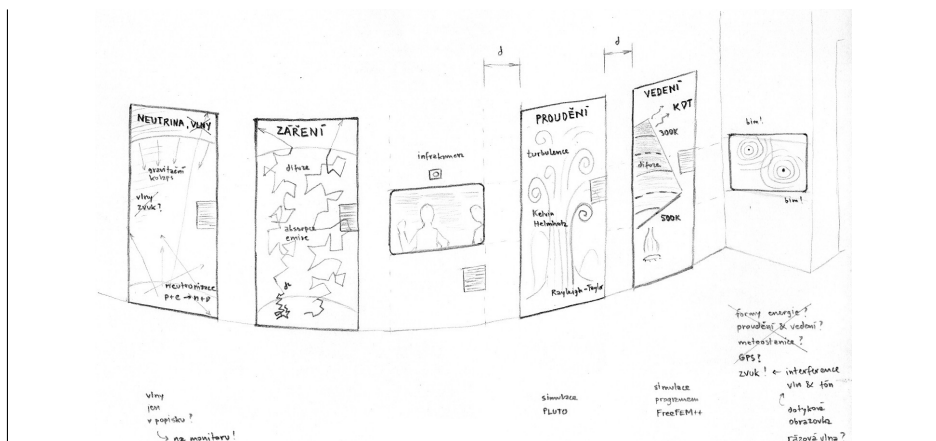 d
d
NEUTRINA, VLNY
gravitační
kolaps
vlny
zvuk?
neutronizace
p+e → n+ν
ZÁŘENÍ
difuze
absorpce
emise
infrakamera
PROUDĚNÍ
turbulence
Kelvin
Helmholtz
Rayleigh-Taylor
VEDENÍ
κ∇T
300K
difuze
500K
bim!
bim!
formy energie?
proudění & vedení?
meteostanice?
GPS?
zvuk! ← interference
vln & tón
dotyková
obrazovka
rázová vlna?
vlny
jen
v popisku?
↳ na monitoru!
simulace
PLUTO
simulace
programem
FreeFEM++